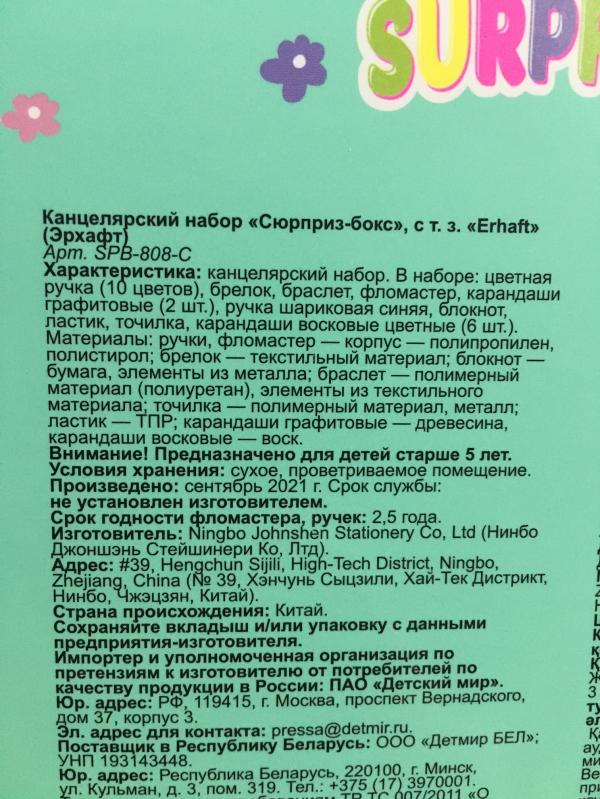 SURPR
Канцелярский набор «Сюрприз-бокс», с т. з. «Erhaft»
(Эрхафт)
Арт. SPB-808-C
Характеристика: канцелярский набор. В наборе: цветная
ручка (10 цветов), брелок, браслет, фломастер, карандаши
графитовые (2 шт.), ручка шариковая синяя, блокнот,
ластик, точилка, карандаши восковые цветные (6 шт.).
Материалы: ручки, фломастер — корпус — полипропилен,
полистирол; брелок — текстильный материал; блокнот —
бумага, элементы из металла; браслет — полимерный
материал (полиуретан), элементы из текстильного
материала; точилка — полимерный материал, металл;
ластик — ТПР; карандаши графитовые — древесина,
карандаши восковые — воск.
Внимание! Предназначено для детей старше 5 лет.
Условия хранения: сухое, проветриваемое помещение.
Произведено: сентябрь 2021 г. Срок службы:
не установлен изготовителем.
Срок годности фломастера, ручек: 2,5 года.
Изготовитель: Ningbo Johnshen Stationery Co, Ltd (Нинбо
Джоншэнь Стейшинери Ко, Лтд).
Адрес: #39, Hengchun Sijili, High-Tech District, Ningbo,
Zhejiang, China (№ 39, Хэнчунь Сыцзили, Хай-Тек Дистрикт,
Нинбо, Чжэцзян, Китай).
Страна происхождения: Китай.
Сохраняйте вкладыш и/или упаковку с данными
предприятия-изготовителя.
Импортер и уполномоченная организация по
претензиям к изготовителю от потребителей по
качеству продукции в России: ПАО «Детский мир».
Юр. адрес: РФ, 119415, г. Москва, проспект Вернадского,
дом 37, корпус 3.
Эл. адрес для контакта: pressa@detmir.ru.
Поставщик в Республику Беларусь: ООО «Детмир БЕЛ»;
УНП 193143448.
Юр. адрес: Республика Беларусь, 220100, г. Минск,
ул. Кульман, д. 3, пом. 319. Тел.: +375 (17) 3970001.
ТР ТС 007/2011 «О